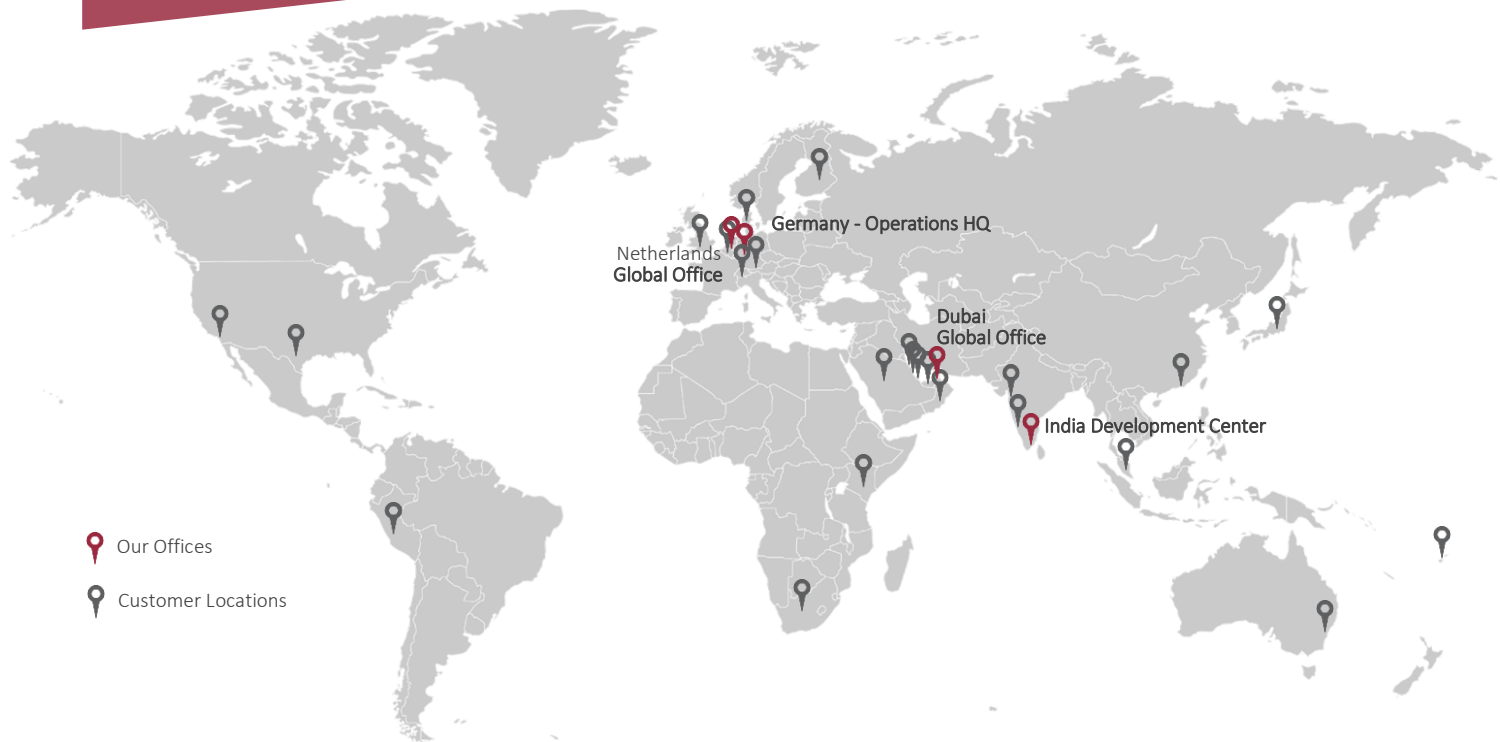 Germany - Operations HQ
Netherlands
Global Office
Dubai
Global Office
India Development Center
Our Offices
Customer Locations